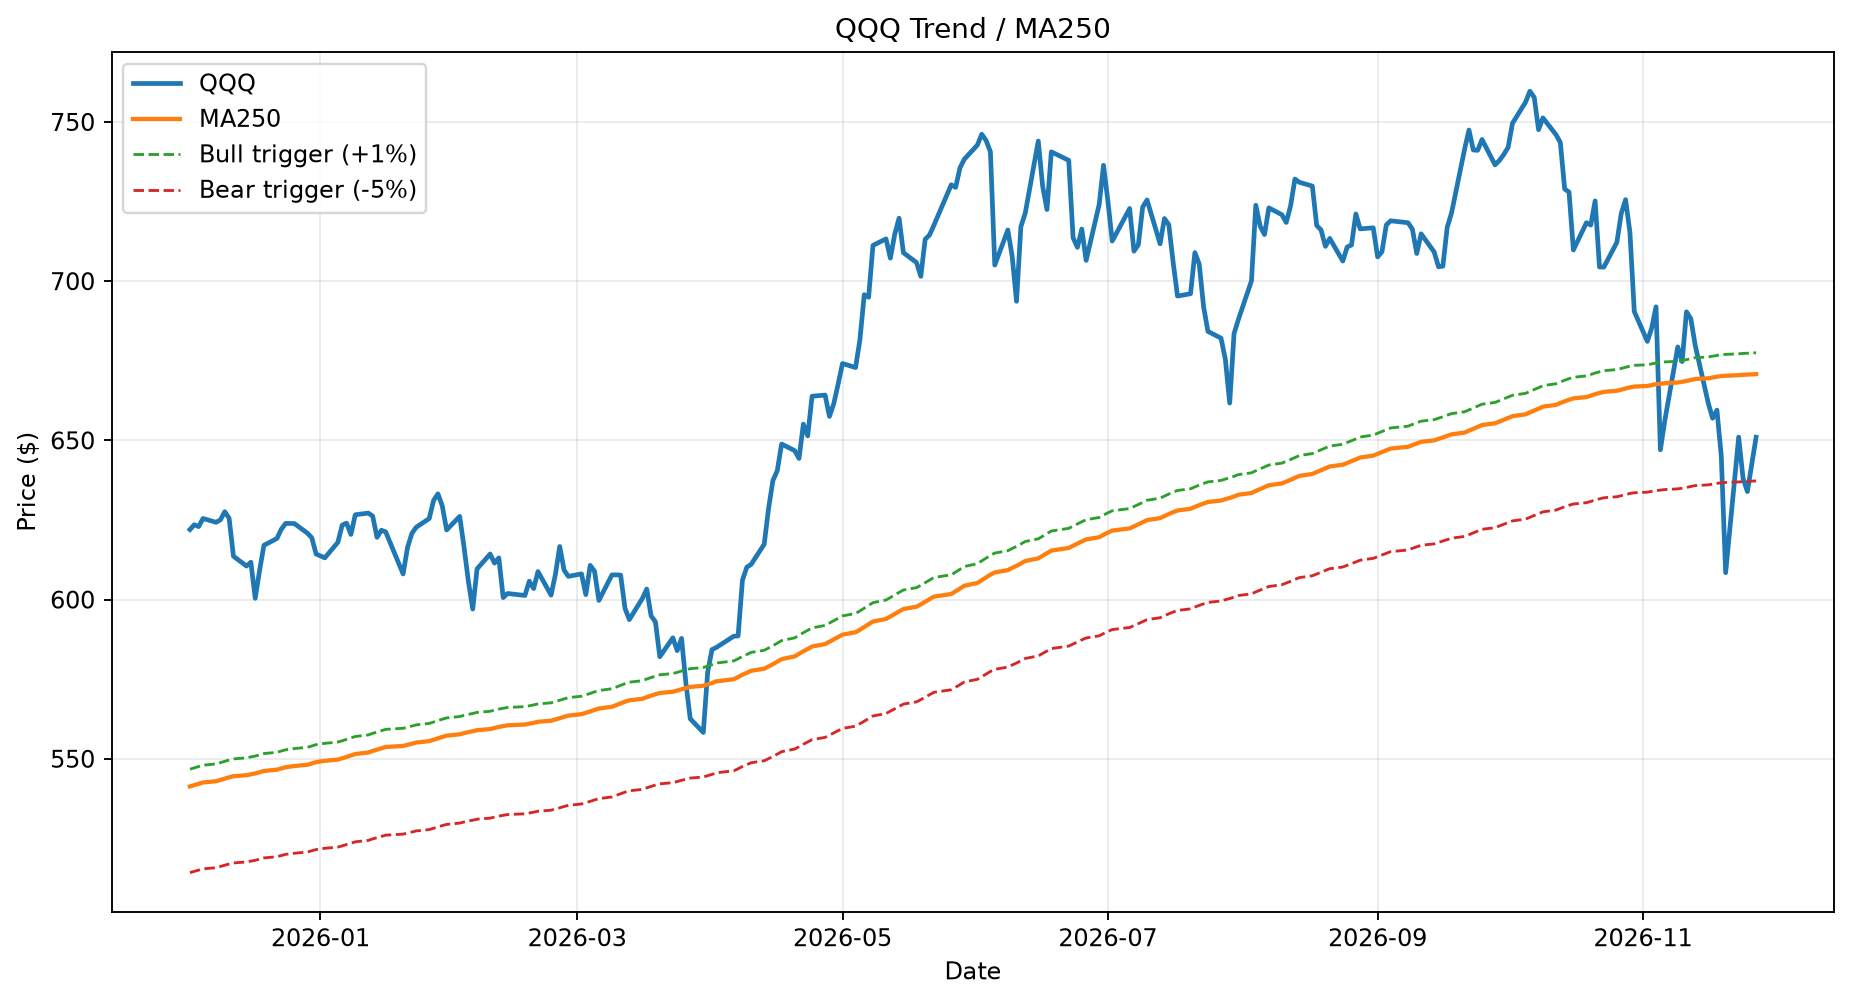 QQQ Trend / MA250
QQQ
MA250
Bull trigger (+1%)
Bear trigger (-5%)
Price ($)
750
700
650
600
550
2026-01
2026-03
2026-05
2026-07
2026-09
2026-11
Date